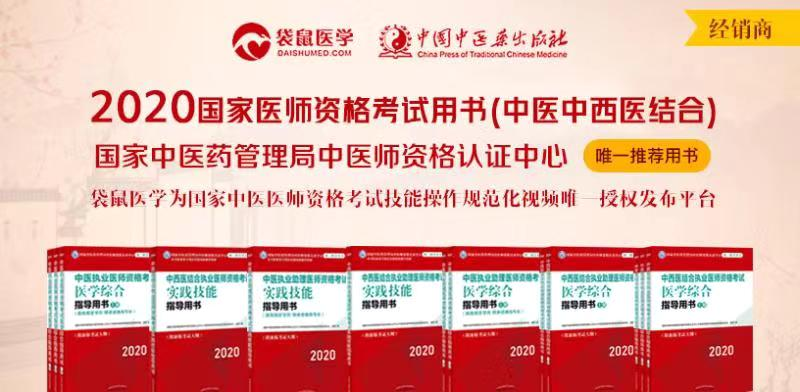 袋鼠医学
DAISHUMED.COM
中国中医药出版社
China Press of Traditional Chinese Medicine
经销商
2020国家医师资格考试用书(中医中西医结合)
国家中医药管理局中医师资格认证中心
唯一推荐用书
袋鼠医学为国家中医医师资格考试技能操作规范化视频唯一授权发布平台
中医执业医师资格考试
医学综合
指导用书
2020
中西医结合执业医师资格考试
实践技能
指导用书
2020
中医执业助理医师资格考试
实践技能
指导用书
2020
中西医结合执业助理医师资格考试
实践技能
指导用书
2020
中医执业助理医师资格考试
医学综合
指导用书
2020
中西医结合执业助理医师资格考试
医学综合
指导用书
2020
中西医结合执业医师资格考试
医学综合
指导用书
2020